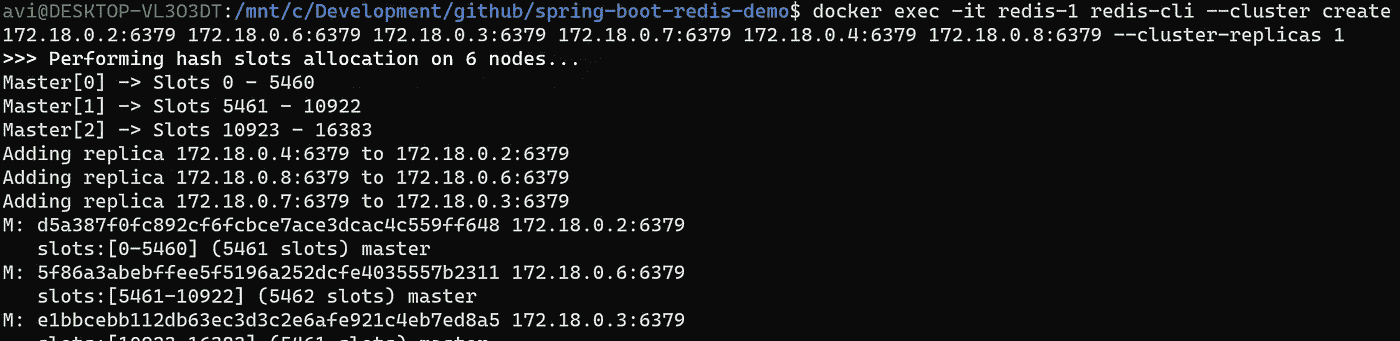 avi@DESKTOP-VL3O3DT:/mnt/c/Development/github/spring-boot-redis-demo$ docker exec -it redis-1 redis-cli --cluster create
172.18.0.2:6379 172.18.0.6:6379 172.18.0.3:6379 172.18.0.7:6379 172.18.0.4:6379 172.18.0.8:6379 --cluster-replicas 1
>>> Performing hash slots allocation on 6 nodes...
Master[0] -> Slots 0 - 5460
Master[1] -> Slots 5461 - 10922
Master[2] -> Slots 10923 - 16383
Adding replica 172.18.0.4:6379 to 172.18.0.2:6379
Adding replica 172.18.0.8:6379 to 172.18.0.6:6379
Adding replica 172.18.0.7:6379 to 172.18.0.3:6379
M: d5a387f0fc892cf6fcbce7ace3dcac4c559ff648 172.18.0.2:6379
slots:[0-5460] (5461 slots) master
M: 5f86a3abebffee5f5196a252dcfe4035557b2311 172.18.0.6:6379
slots:[5461-10922] (5462 slots) master
M: e1bbcebb112db63ec3d3c2e6afe921c4eb7ed8a5 172.18.0.3:6379
slots:[10923-16383] (5461 slots) master